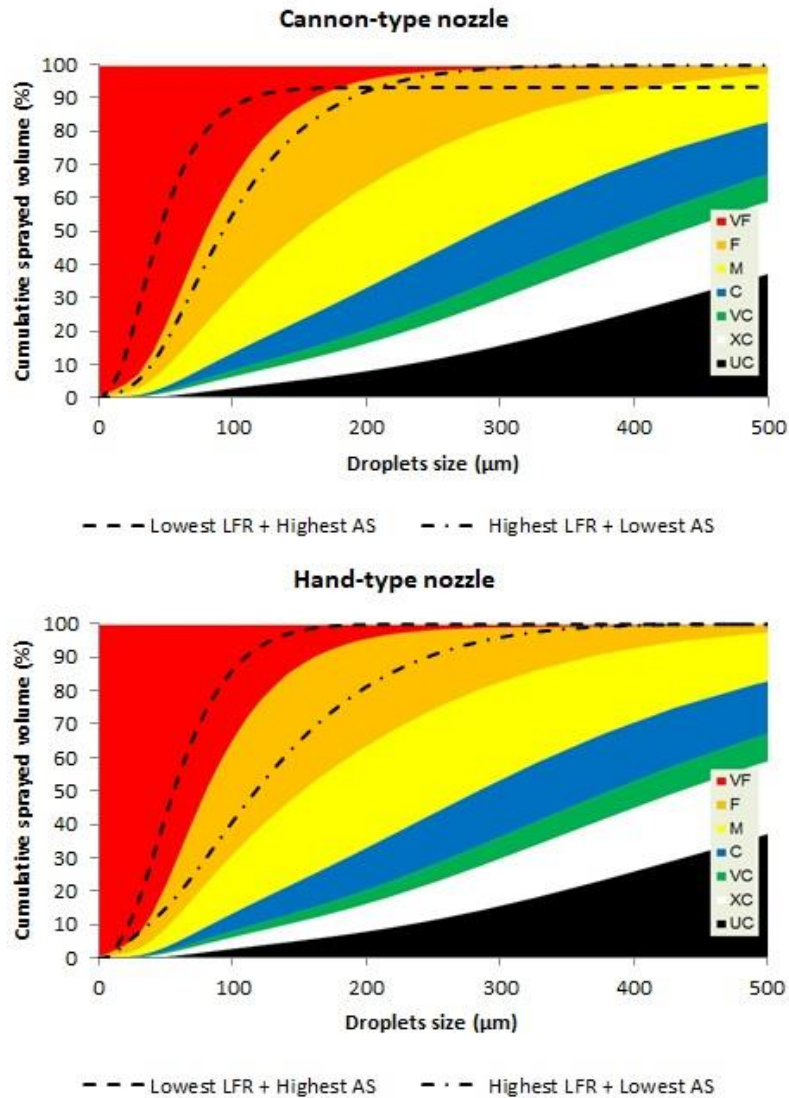 Cannon-type nozzle
Cumulative sprayed volume (%)
100
90
80
70
60
50
40
30
20
10
0
VF
F
M
C
VC
XC
UC
0 100 200 300 400 500
Droplets size (µm)
Lowest LFR + Highest AS Highest LFR + Lowest AS
Hand-type nozzle
Cumulative sprayed volume (%)
100
90
80
70
60
50
40
30
20
10
0
VF
F
M
C
VC
XC
UC
0 100 200 300 400 500
Droplets size (µm)
Lowest LFR + Highest AS Highest LFR + Lowest AS